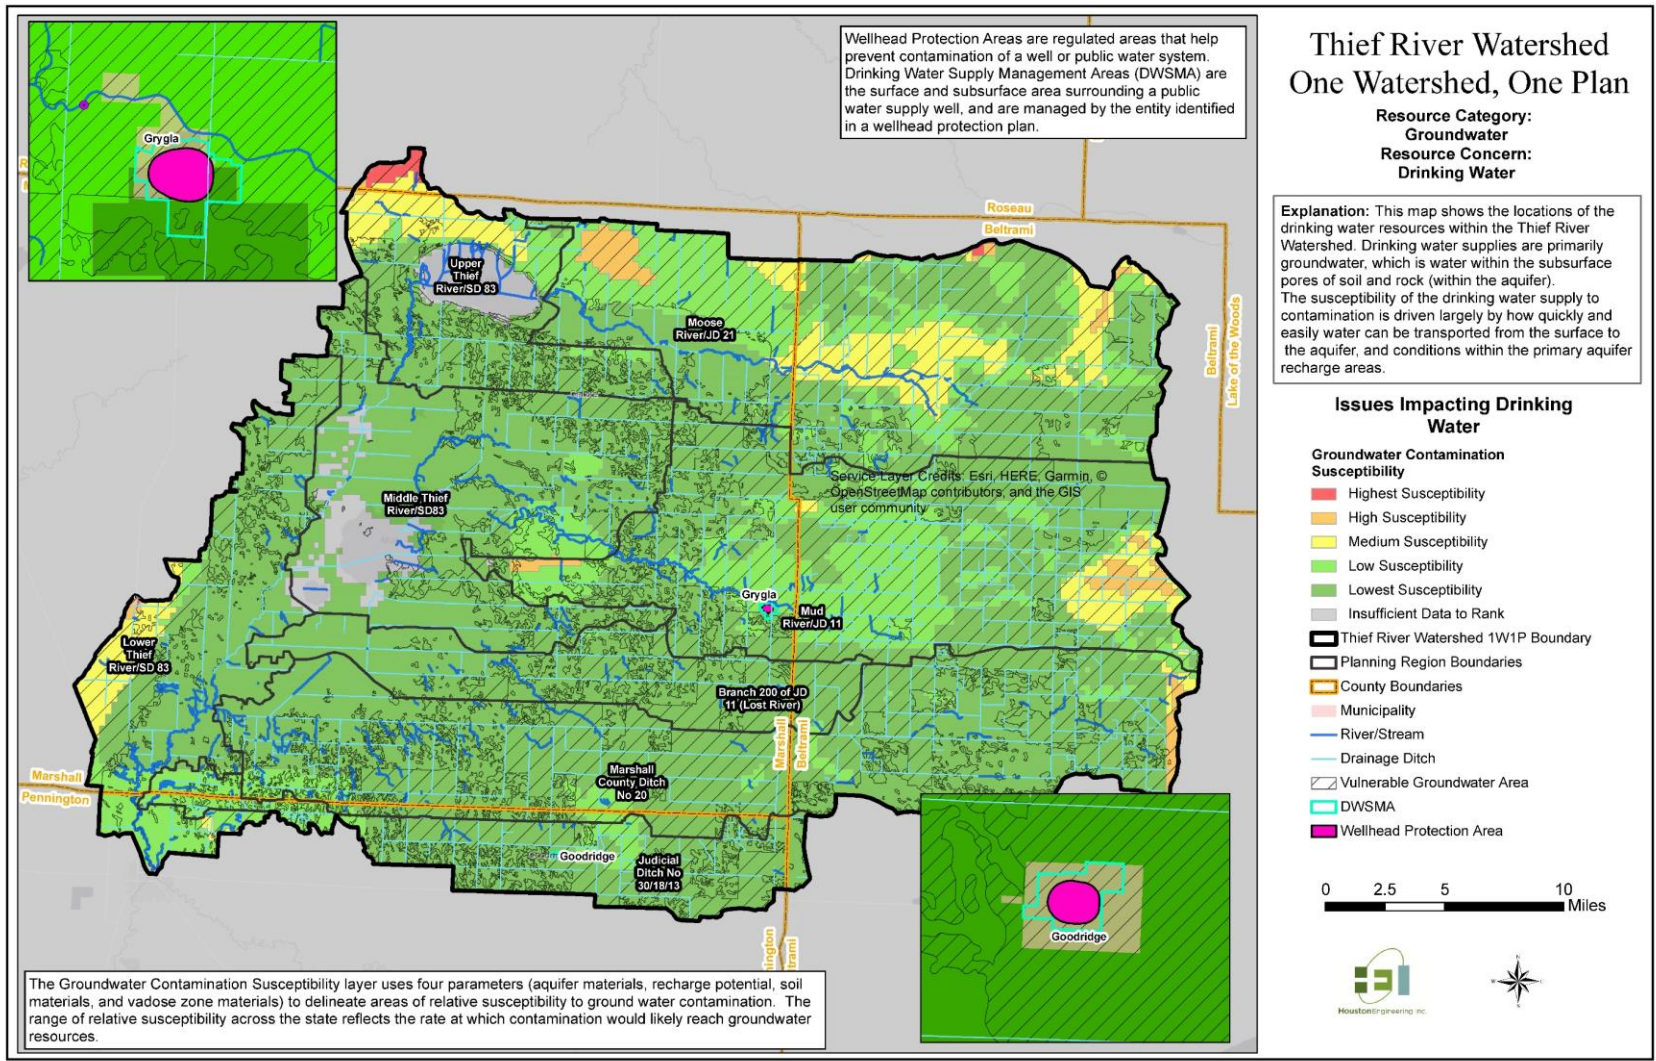 Thief River Watershed
One Watershed, One Plan
Resource Category:
Groundwater
Resource Concern:
Drinking Water
Explanation: This map shows the locations of the
drinking water resources within the Thief River
Watershed. Drinking water supplies are primarily
groundwater, which is water within the subsurface
pores of soil and rock (within the aquifer).
The susceptibility of the drinking water supply to
contamination is driven largely by how quickly and
easily water can be transported from the surface to
the aquifer, and conditions within the primary aquifer
recharge areas.
Issues Impacting Drinking
Water
Groundwater Contamination
Susceptibility
Highest Susceptibility
High Susceptibility
Medium Susceptibility
Low Susceptibility
Lowest Susceptibility
Insufficient Data to Rank
Thief River Watershed 1W1P Boundary
Planning Region Boundaries
County Boundaries
Municipality
River/Stream
Drainage Ditch
Vulnerable Groundwater Area
DWSMA
Wellhead Protection Area
0 2.5 5 10
Miles
HoustonEngineering Inc.
Wellhead Protection Areas are regulated areas that help
prevent contamination of a well or public water system.
Drinking Water Supply Management Areas (DWSMA) are
the surface and subsurface area surrounding a public
water supply well, and are managed by the entity identified
in a wellhead protection plan.
Grygla
Roseau
Beltrami
Beltrami
Lake of the Woods
Upper
Thief
River/SD 83
Moose
River/JD 21
Service Layer Credits: Esri, HERE, Garmin, ©
OpenStreetMap contributors, and the GIS
user community
Middle Thief
River/SD83
Grygla
Mud
River/JD 11
Lower
Thief
River/SD 83
Branch 200 of JD
11 (Lost River)
Marshall
Beltrami
Marshall
Pennington
Marshall
County Ditch
No 20
Goodridge
Judicial
Ditch No
30/18/13
Goodridge
The Groundwater Contamination Susceptibility layer uses four parameters (aquifer materials, recharge potential, soil
materials, and vadose zone materials) to delineate areas of relative susceptibility to ground water contamination. The
range of relative susceptibility across the state reflects the rate at which contamination would likely reach groundwater
resources.